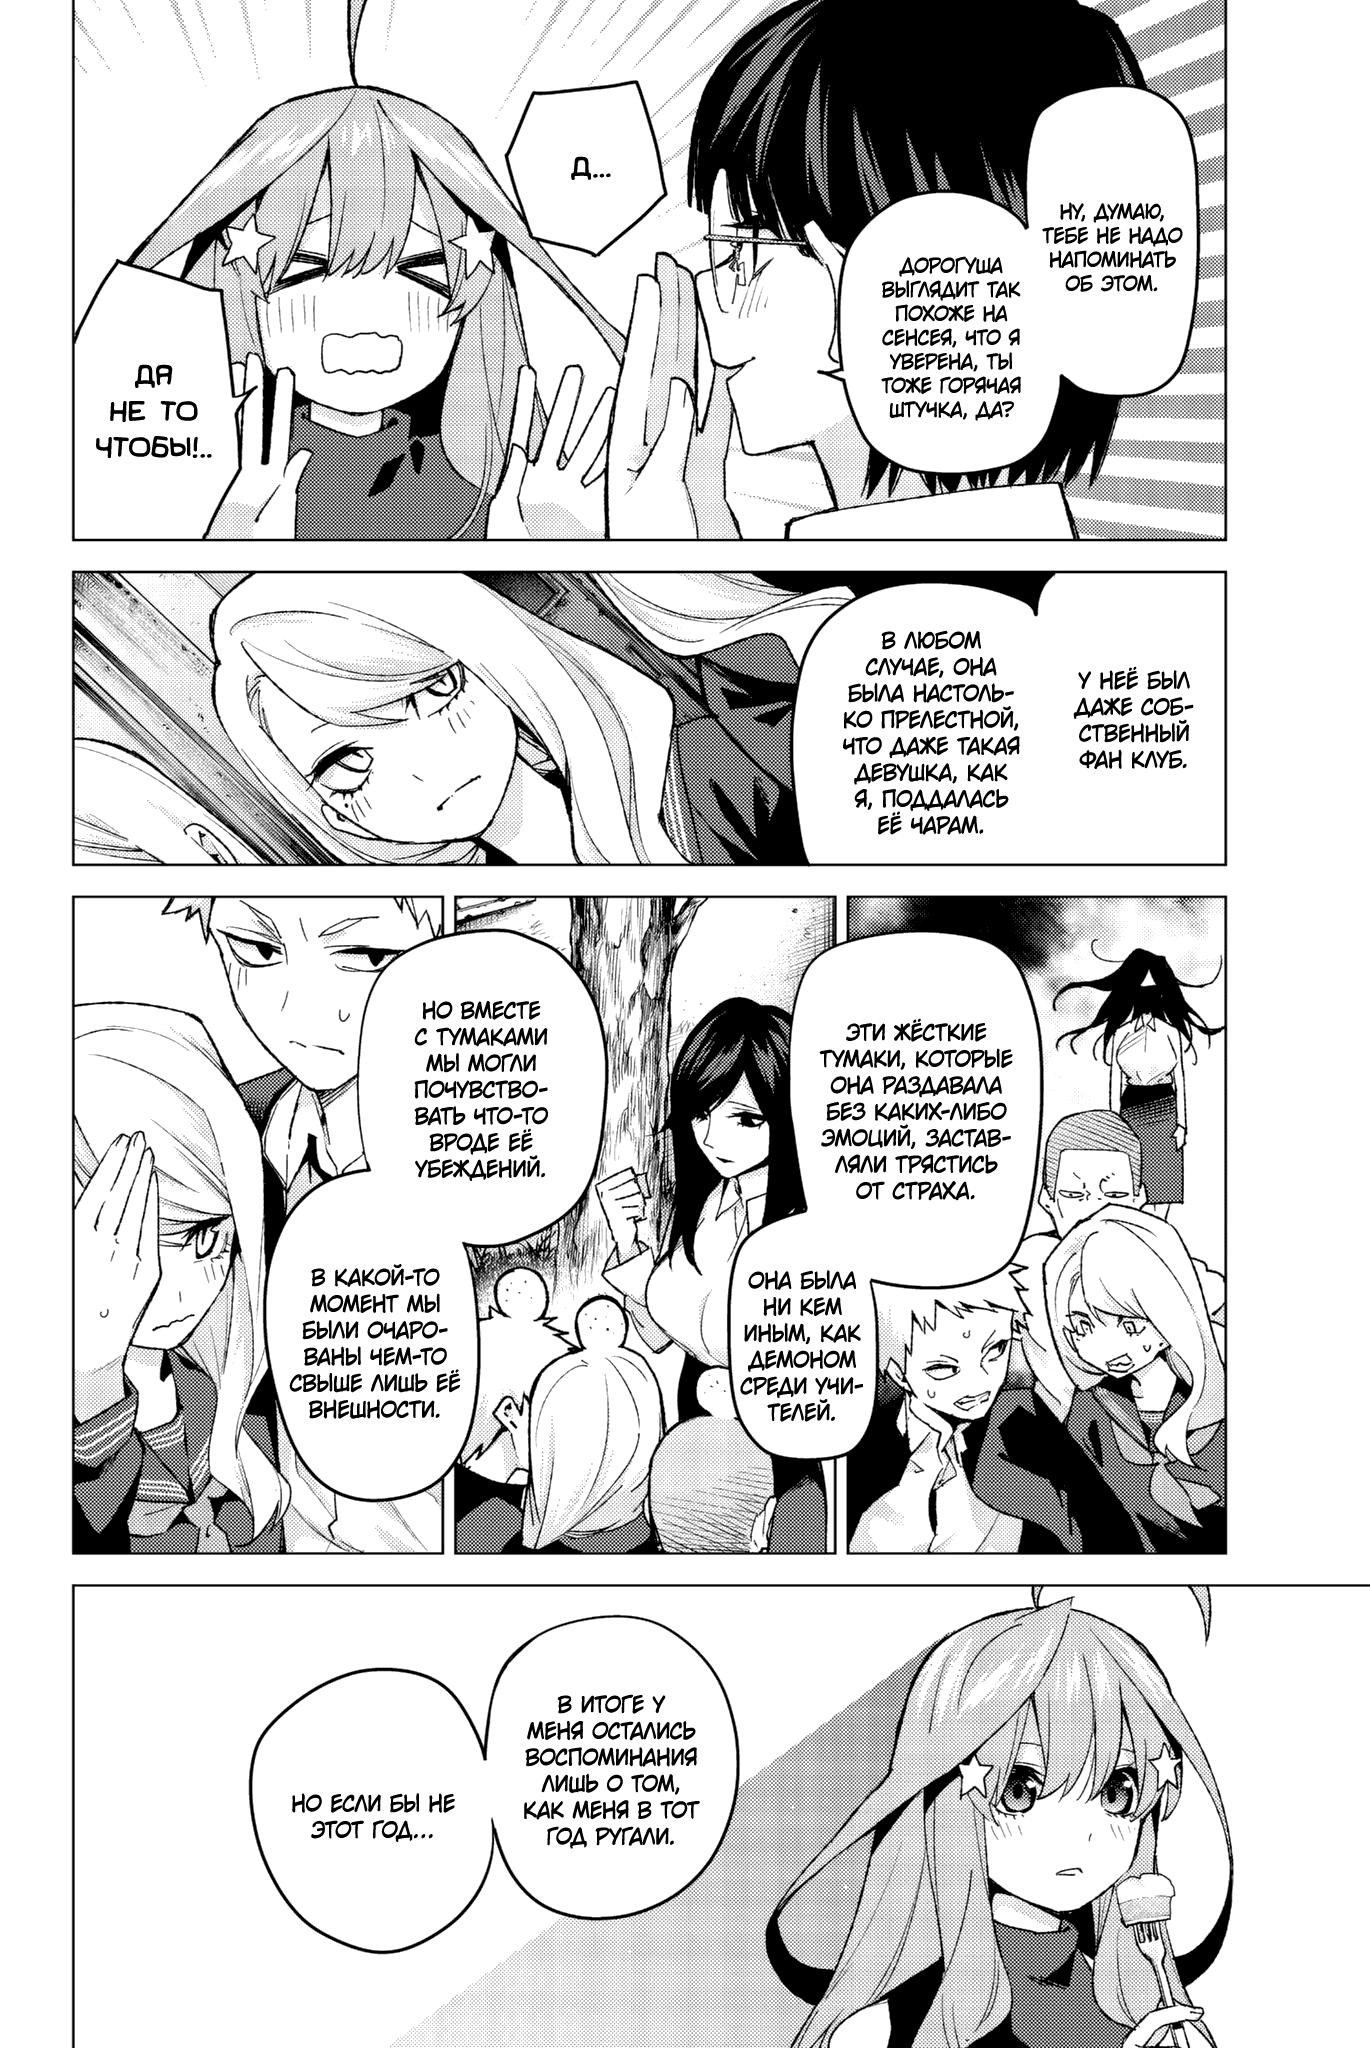 НУ, ДУМАЮ,
ТЕБЕ НЕ НАДО
НАПОМИНАТЬ
ОБ ЭТОМ.
ДОРОГУША
ВЫГЛЯДИТ ТАК
ПОХОЖЕ НА
СЕНСЕЯ, ЧТО Я
УВЕРЕНА, ТЫ
ТОЖЕ ГОРЯЧАЯ
ШТУЧКА, ДА?
Д...
ДА
НЕ ТО
ЧТОБЫ!..
У НЕЁ БЫЛ
ДАЖЕ СОБ-
СТВЕННЫЙ
ФАН КЛУБ.
В ЛЮБОМ
СЛУЧАЕ, ОНА
БЫЛА НАСТОЛЬ-
КО ПРЕЛЕСТНОЙ,
ЧТО ДАЖЕ ТАКАЯ
ДЕВУШКА, КАК
Я, ПОДДАЛАСЬ
ЕЁ ЧАРАМ.
ЭТИ ЖЁСТКИЕ
ТУМАКИ, КОТОРЫЕ
ОНА РАЗДАВАЛА
БЕЗ КАКИХ-ЛИБО
ЭМОЦИЙ, ЗАСТАВ-
ЛЯЛИ ТРЯСТИСЬ
ОТ СТРАХА.
ОНА БЫЛА
НИ КЕМ
ИНЫМ, КАК
ДЕМОНОМ
СРЕДИ УЧИ-
ТЕЛЕЙ.
НО ВМЕСТЕ
С ТУМАКАМИ
МЫ МОГЛИ
ПОЧУВСТВО-
ВАТЬ ЧТО-ТО
ВРОДЕ ЕЁ
УБЕЖДЕНИЙ.
В КАКОЙ-ТО
МОМЕНТ МЫ
БЫЛИ ОЧАРО-
ВАНЫ ЧЕМ-ТО
СВЫШЕ ЛИШЬ ЕЁ
ВНЕШНОСТИ.
В ИТОГЕ У
МЕНЯ ОСТАЛИСЬ
ВОСПОМИНАНИЯ
ЛИШЬ О ТОМ,
КАК МЕНЯ В ТОТ
ГОД РУГАЛИ.
НО ЕСЛИ БЫ НЕ
ЭТОТ ГОД...